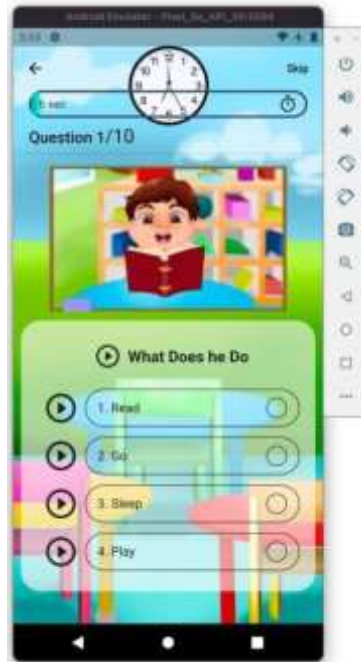 Skip
Question 1/10
What Does he Do
1. Read
2. Go
3. Sleep
4. Play